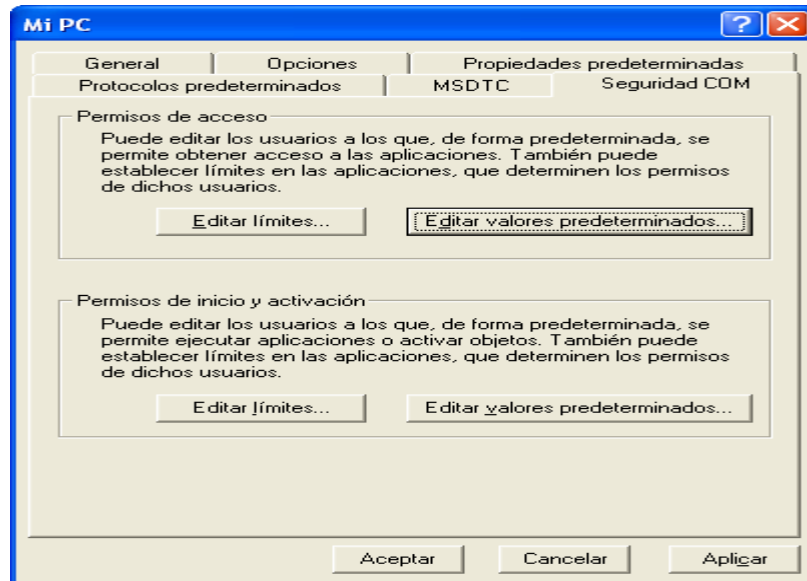 Mi PC
General
Opciones
Propiedades predeterminadas
Protocolos predeterminados
MSDTC
Seguridad COM
Permisos de acceso
Puede editar los usuarios a los que, de forma predeterminada, se
permite obtener acceso a las aplicaciones. También puede
establecer límites en las aplicaciones, que determinen los permisos
de dichos usuarios.
Editar límites...
Editar valores predeterminados...
Permisos de inicio y activación
Puede editar los usuarios a los que, de forma predeterminada, se
permite ejecutar aplicaciones o activar objetos. También puede
establecer límites en las aplicaciones, que determinen los permisos
de dichos usuarios.
Editar límites...
Editar valores predeterminados...
Aceptar
Cancelar
Aplicar